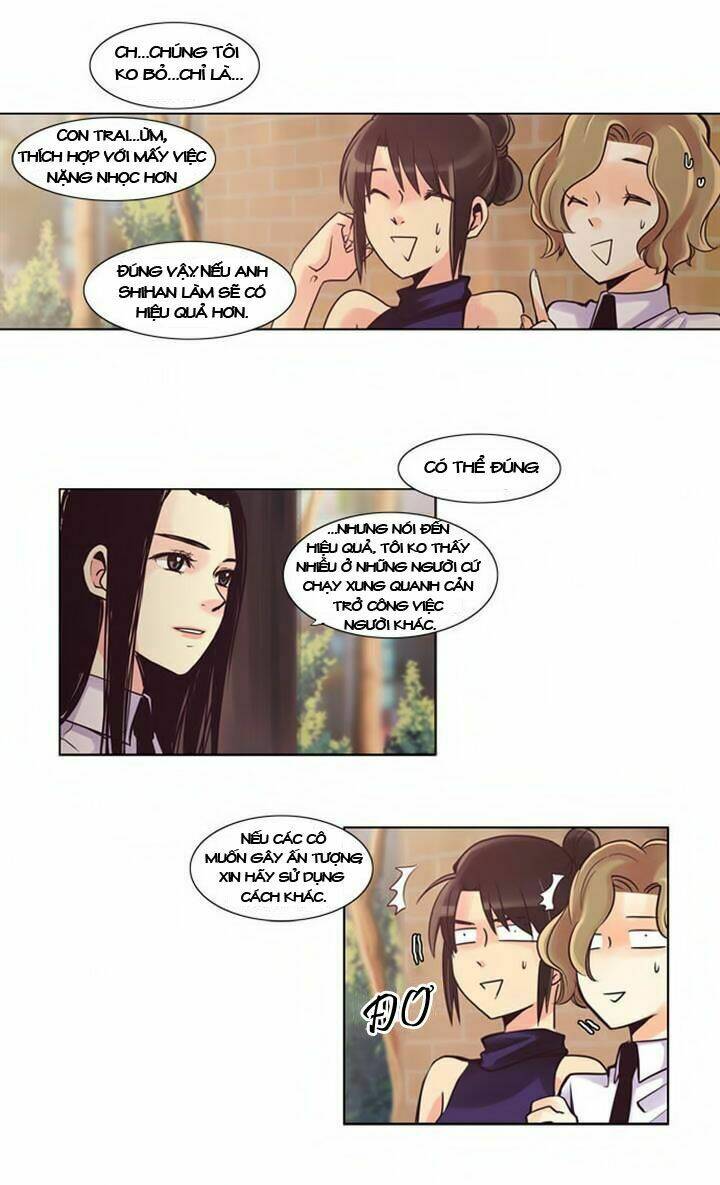 CH...CHÚNG TÔI
KO BỎ...CHỈ LÀ...
CON TRAI...ỪM,
THÍCH HỢP VỚI MẤY VIỆC
NẶNG NHỌC HƠN
ĐÚNG VẬY.NẾU ANH
SHIHAN LÀM SẼ CÓ
HIỆU QUẢ HƠN.
CÓ THỂ ĐÚNG
...NHƯNG NÓI ĐẾN
HIỆU QUẢ, TÔI KO THẤY
NHIỀU Ở NHỮNG NGƯỜI CỨ
CHẠY XUNG QUANH CẢN
TRỞ CÔNG VIỆC
NGƯỜI KHÁC.
NẾU CÁC CÔ
MUỐN GÂY ẤN TƯỢNG
XIN HÃY SỬ DỤNG
CÁCH KHÁC.
ĐƠ